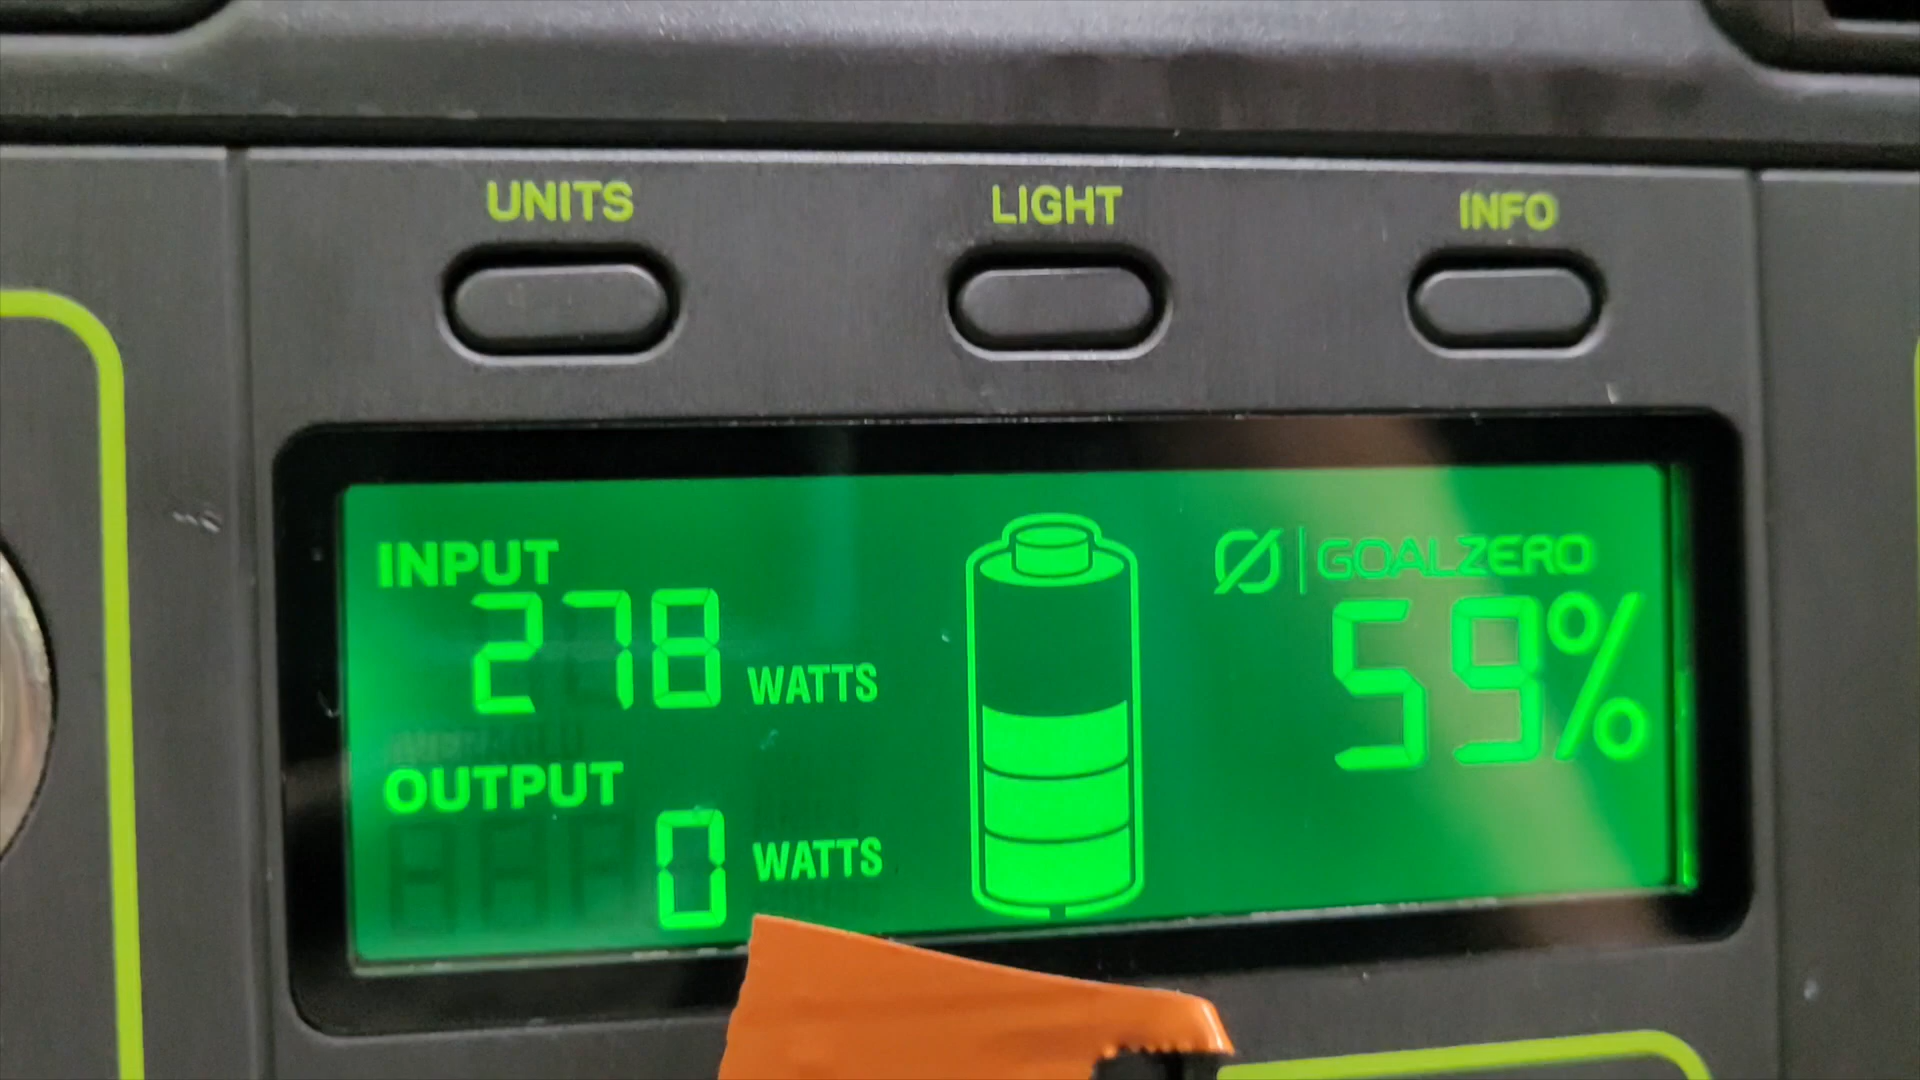 UNITS LIGHT INFO
INPUT
278 WATTS
OUTPUT
0 WATTS
GOALZERO
59%